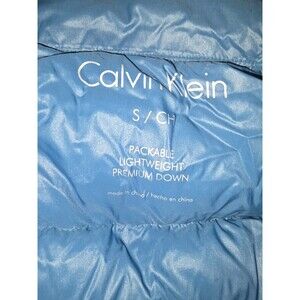 Calvin Klein
S / CH
PACKABLE
LIGHTWEIGHT
PREMIUM DOWN
made in china / hecho en china